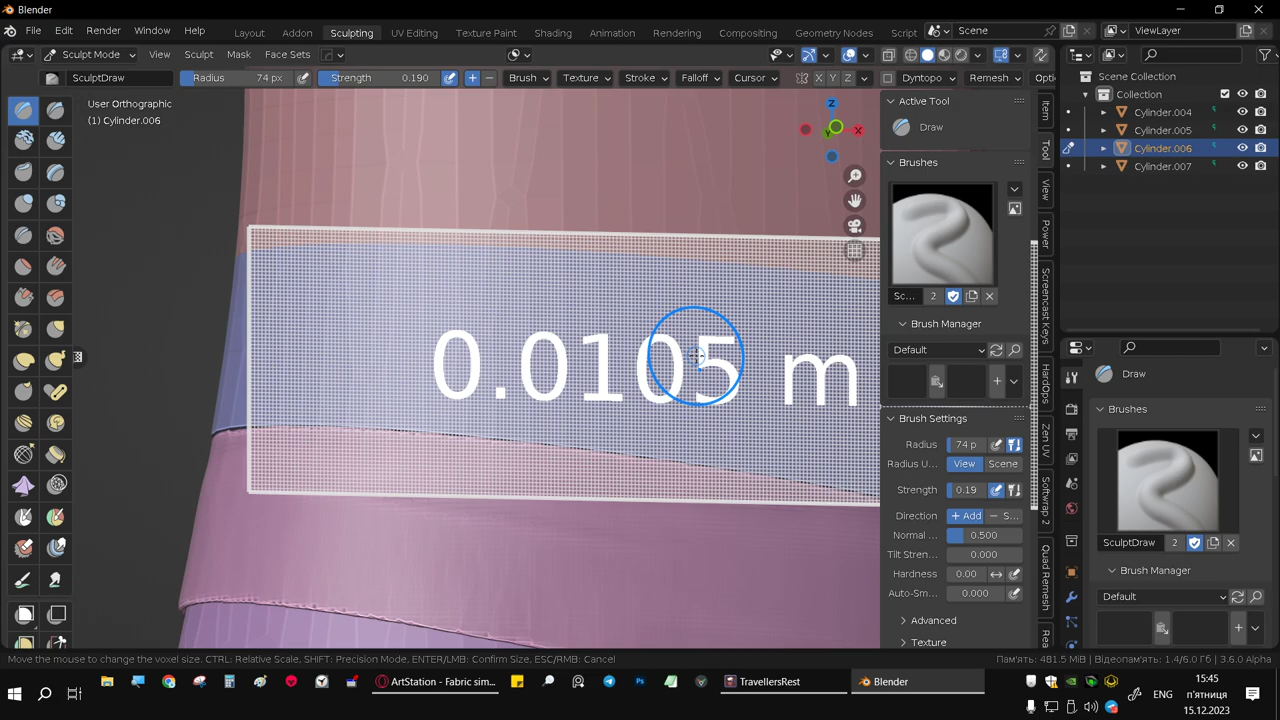 Blender
File Edit Render Window Help
Layout Addon Rendering Sculpting UV Editing Texture Paint Shading Animation Rendering Compositing Geometry Nodes Script
Scene
ViewLayer
Sculpt Mode View Sculpt Mask Face Sets
SculptDraw Radius 74 px Strength 0.190 Brush Texture Stroke Falloff Cursor X Y Z Dyntopo Remesh Opti
User Orthographic
(1) Cylinder.006
Z
X
Y
0.0105 m
Active Tool
Draw
Brushes
Sc... 2
Brush Manager
Default
Brush Settings
Radius 74 p
Radius U... View Scene
Strength 0.19
Direction + Add − S...
Normal ... 0.500
Tilt Stren... 0.000
Hardness 0.00
Auto-Sm... 0.000
Advanced
Texture
Item
Tool
View
Power
Screencast Keys
HardOps
Zen UV
Softwrap 2
Quad Remesh
Rea
Scene Collection
Collection
Cylinder.004
Cylinder.005
Cylinder.006
Cylinder.007
Draw
Brushes
SculptDraw 2
Brush Manager
Default
Move the mouse to change the voxel size. CTRL: Relative Scale, SHIFT: Precision Mode, ENTER/LMB: Confirm Size, ESC/RMB: Cancel
Пам'ять: 481.5 MiB | Відеопам'ять: 1.4/6.0 Гб | 3.6.0 Alpha
ArtStation - Fabric sim...
TravellersRest
Blender
ENG
15:45
п'ятниця
15.12.2023